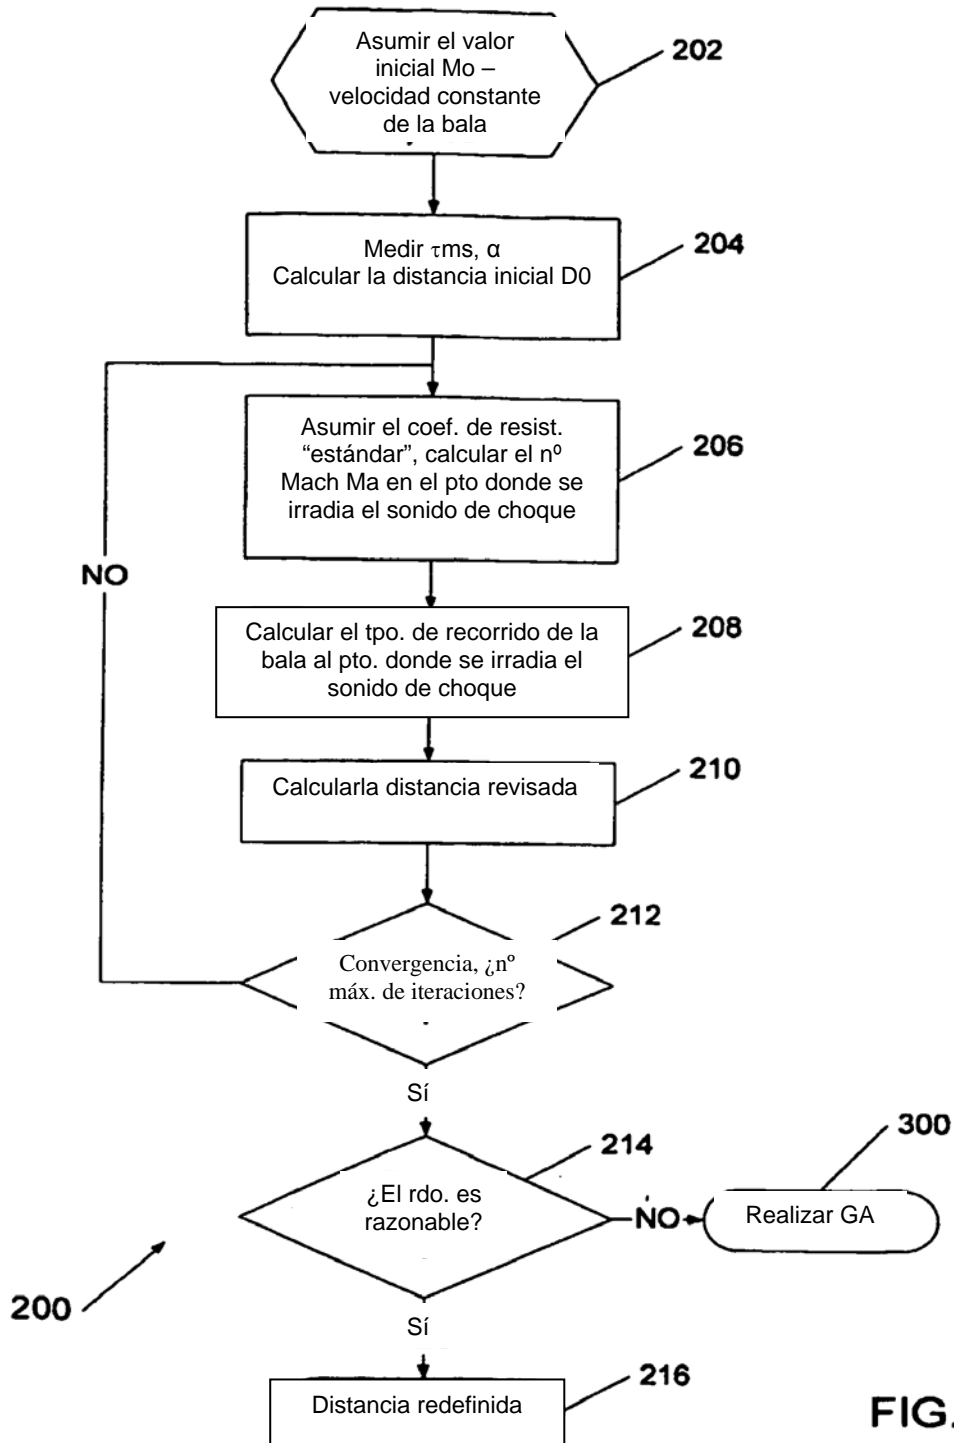 Asumir el valor
inicial Mo –
velocidad constante
de la bala
202
Medir τms, α
Calcular la distancia inicial D0
204
Asumir el coef. de resist.
“estándar”, calcular el nº
Mach Ma en el pto donde se
irradia el sonido de choque
206
NO
Calcular el tpo. de recorrido de la
bala al pto. donde se irradia el
sonido de choque
208
Calcularla distancia revisada
210
Convergencia, ¿nº
máx. de iteraciones?
212
Sí
¿El rdo. es
razonable?
214
NO
Realizar GA
300
200
Sí
Distancia redefinida
216
FIG.